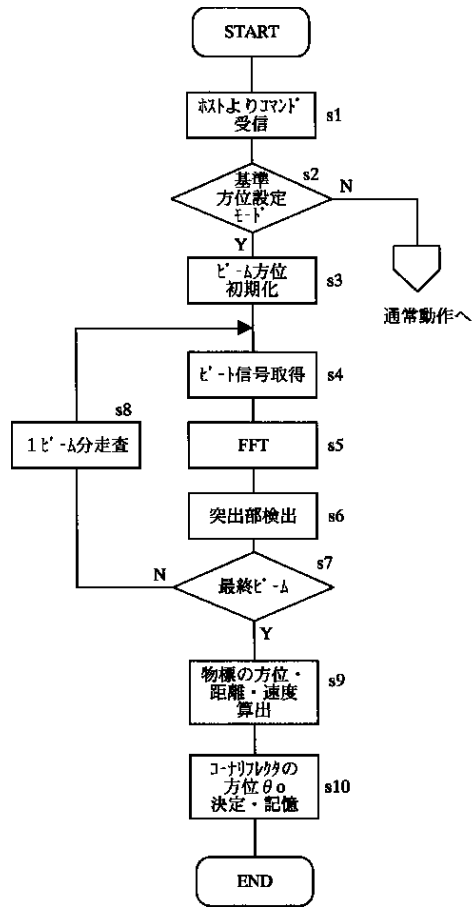 START
ホストよりコマンド
受信
s1
s2
基準
方位設定
モード
N
Y
ビーム方位
初期化
s3
通常動作へ
ビート信号取得
s4
s8
1ビーム分走査
FFT
s5
突出部検出
s6
s7
N
最終ビーム
Y
物標の方位・
距離・速度
算出
s9
コーナリフレクタの
方位θo
決定・記憶
s10
END